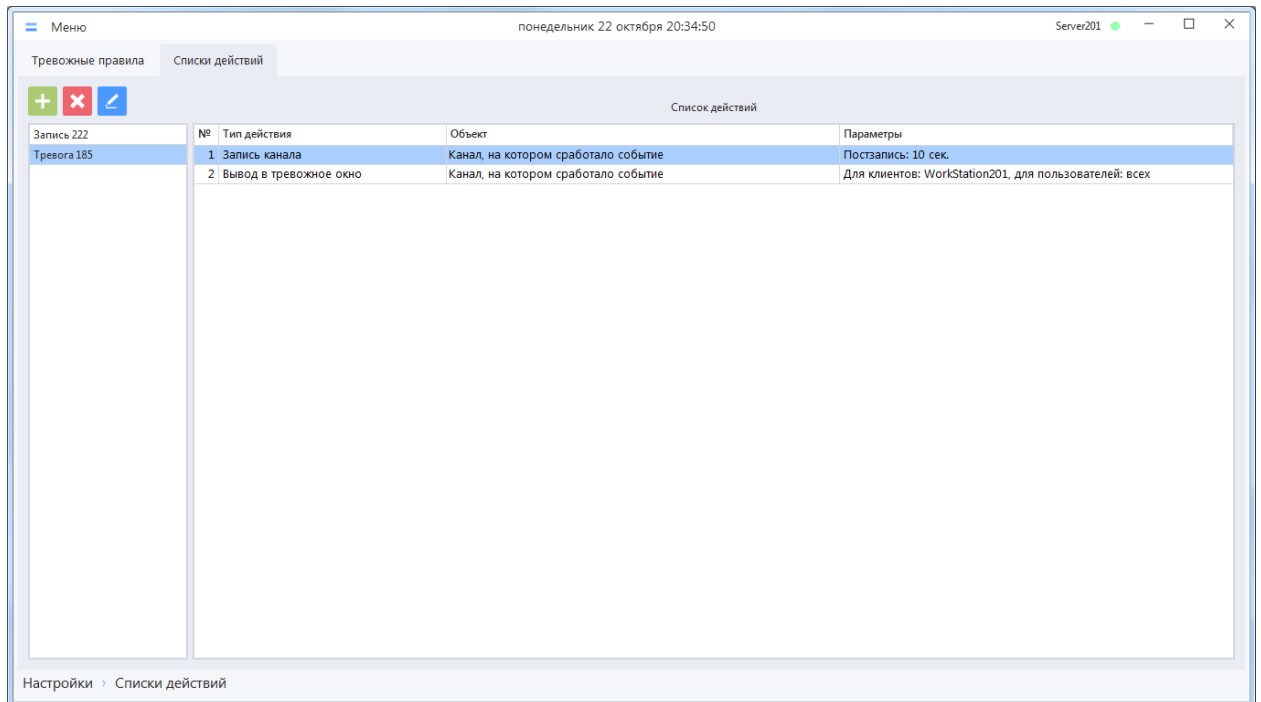 Меню понедельник 22 октября 20:34:50 Server201
Тревожные правила Списки действий
Список действий
Запись 222 № Тип действия Объект Параметры
Тревога 185 1 Запись канала Канал, на котором сработало событие Постзапись: 10 сек.
2 Вывод в тревожное окно Канал, на котором сработало событие Для клиентов: WorkStation201, для пользователей: всех
Настройки › Списки действий